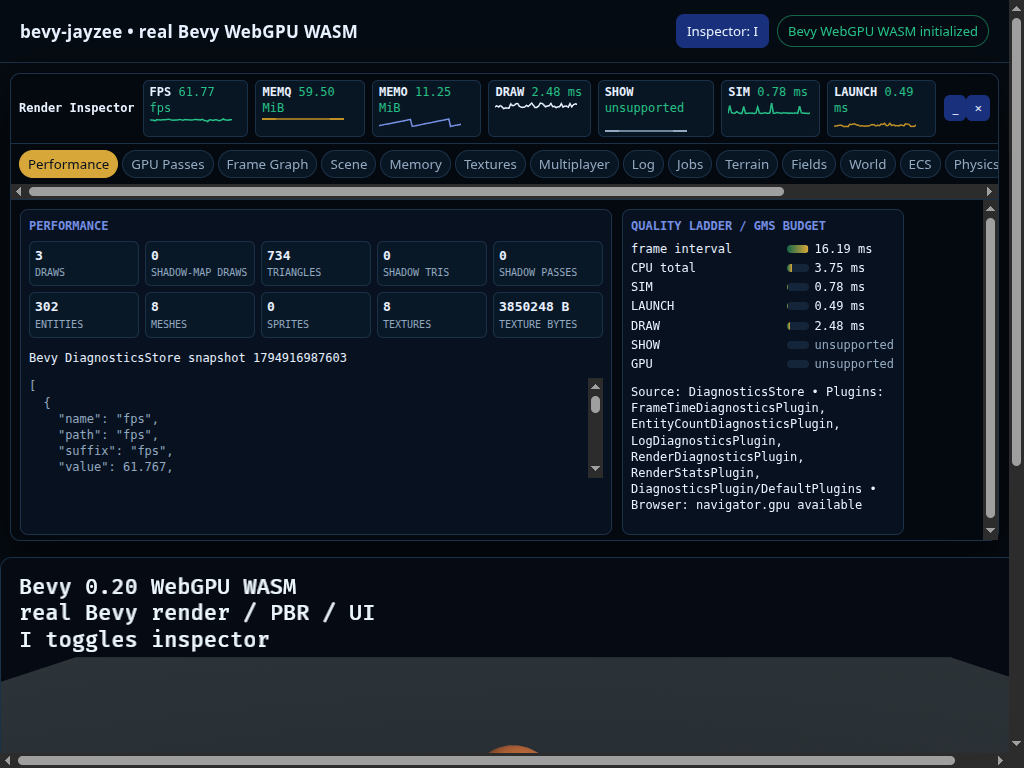 bevy-jayzee • real Bevy WebGPU WASM
Inspector: I
Bevy WebGPU WASM initialized
Render Inspector
FPS 61.77 fps
MEMQ 59.50 MiB
MEMO 11.25 MiB
DRAW 2.48 ms
SHOW unsupported
SIM 0.78 ms
LAUNCH 0.49 ms
_
×
Performance
GPU Passes
Frame Graph
Scene
Memory
Textures
Multiplayer
Log
Jobs
Terrain
Fields
World
ECS
Physics
PERFORMANCE
3
DRAWS
0
SHADOW-MAP DRAWS
734
TRIANGLES
0
SHADOW TRIS
0
SHADOW PASSES
302
ENTITIES
8
MESHES
0
SPRITES
8
TEXTURES
3850248 B
TEXTURE BYTES
Bevy DiagnosticsStore snapshot 1794916987603
[
{
"name": "fps",
"path": "fps",
"suffix": "fps",
"value": 61.767,
QUALITY LADDER / GMS BUDGET
frame interval 16.19 ms
CPU total 3.75 ms
SIM 0.78 ms
LAUNCH 0.49 ms
DRAW 2.48 ms
SHOW unsupported
GPU unsupported
Source: DiagnosticsStore • Plugins:
FrameTimeDiagnosticsPlugin,
EntityCountDiagnosticsPlugin,
LogDiagnosticsPlugin,
RenderDiagnosticsPlugin,
RenderStatsPlugin,
DiagnosticsPlugin/DefaultPlugins •
Browser: navigator.gpu available
Bevy 0.20 WebGPU WASM
real Bevy render / PBR / UI
I toggles inspector